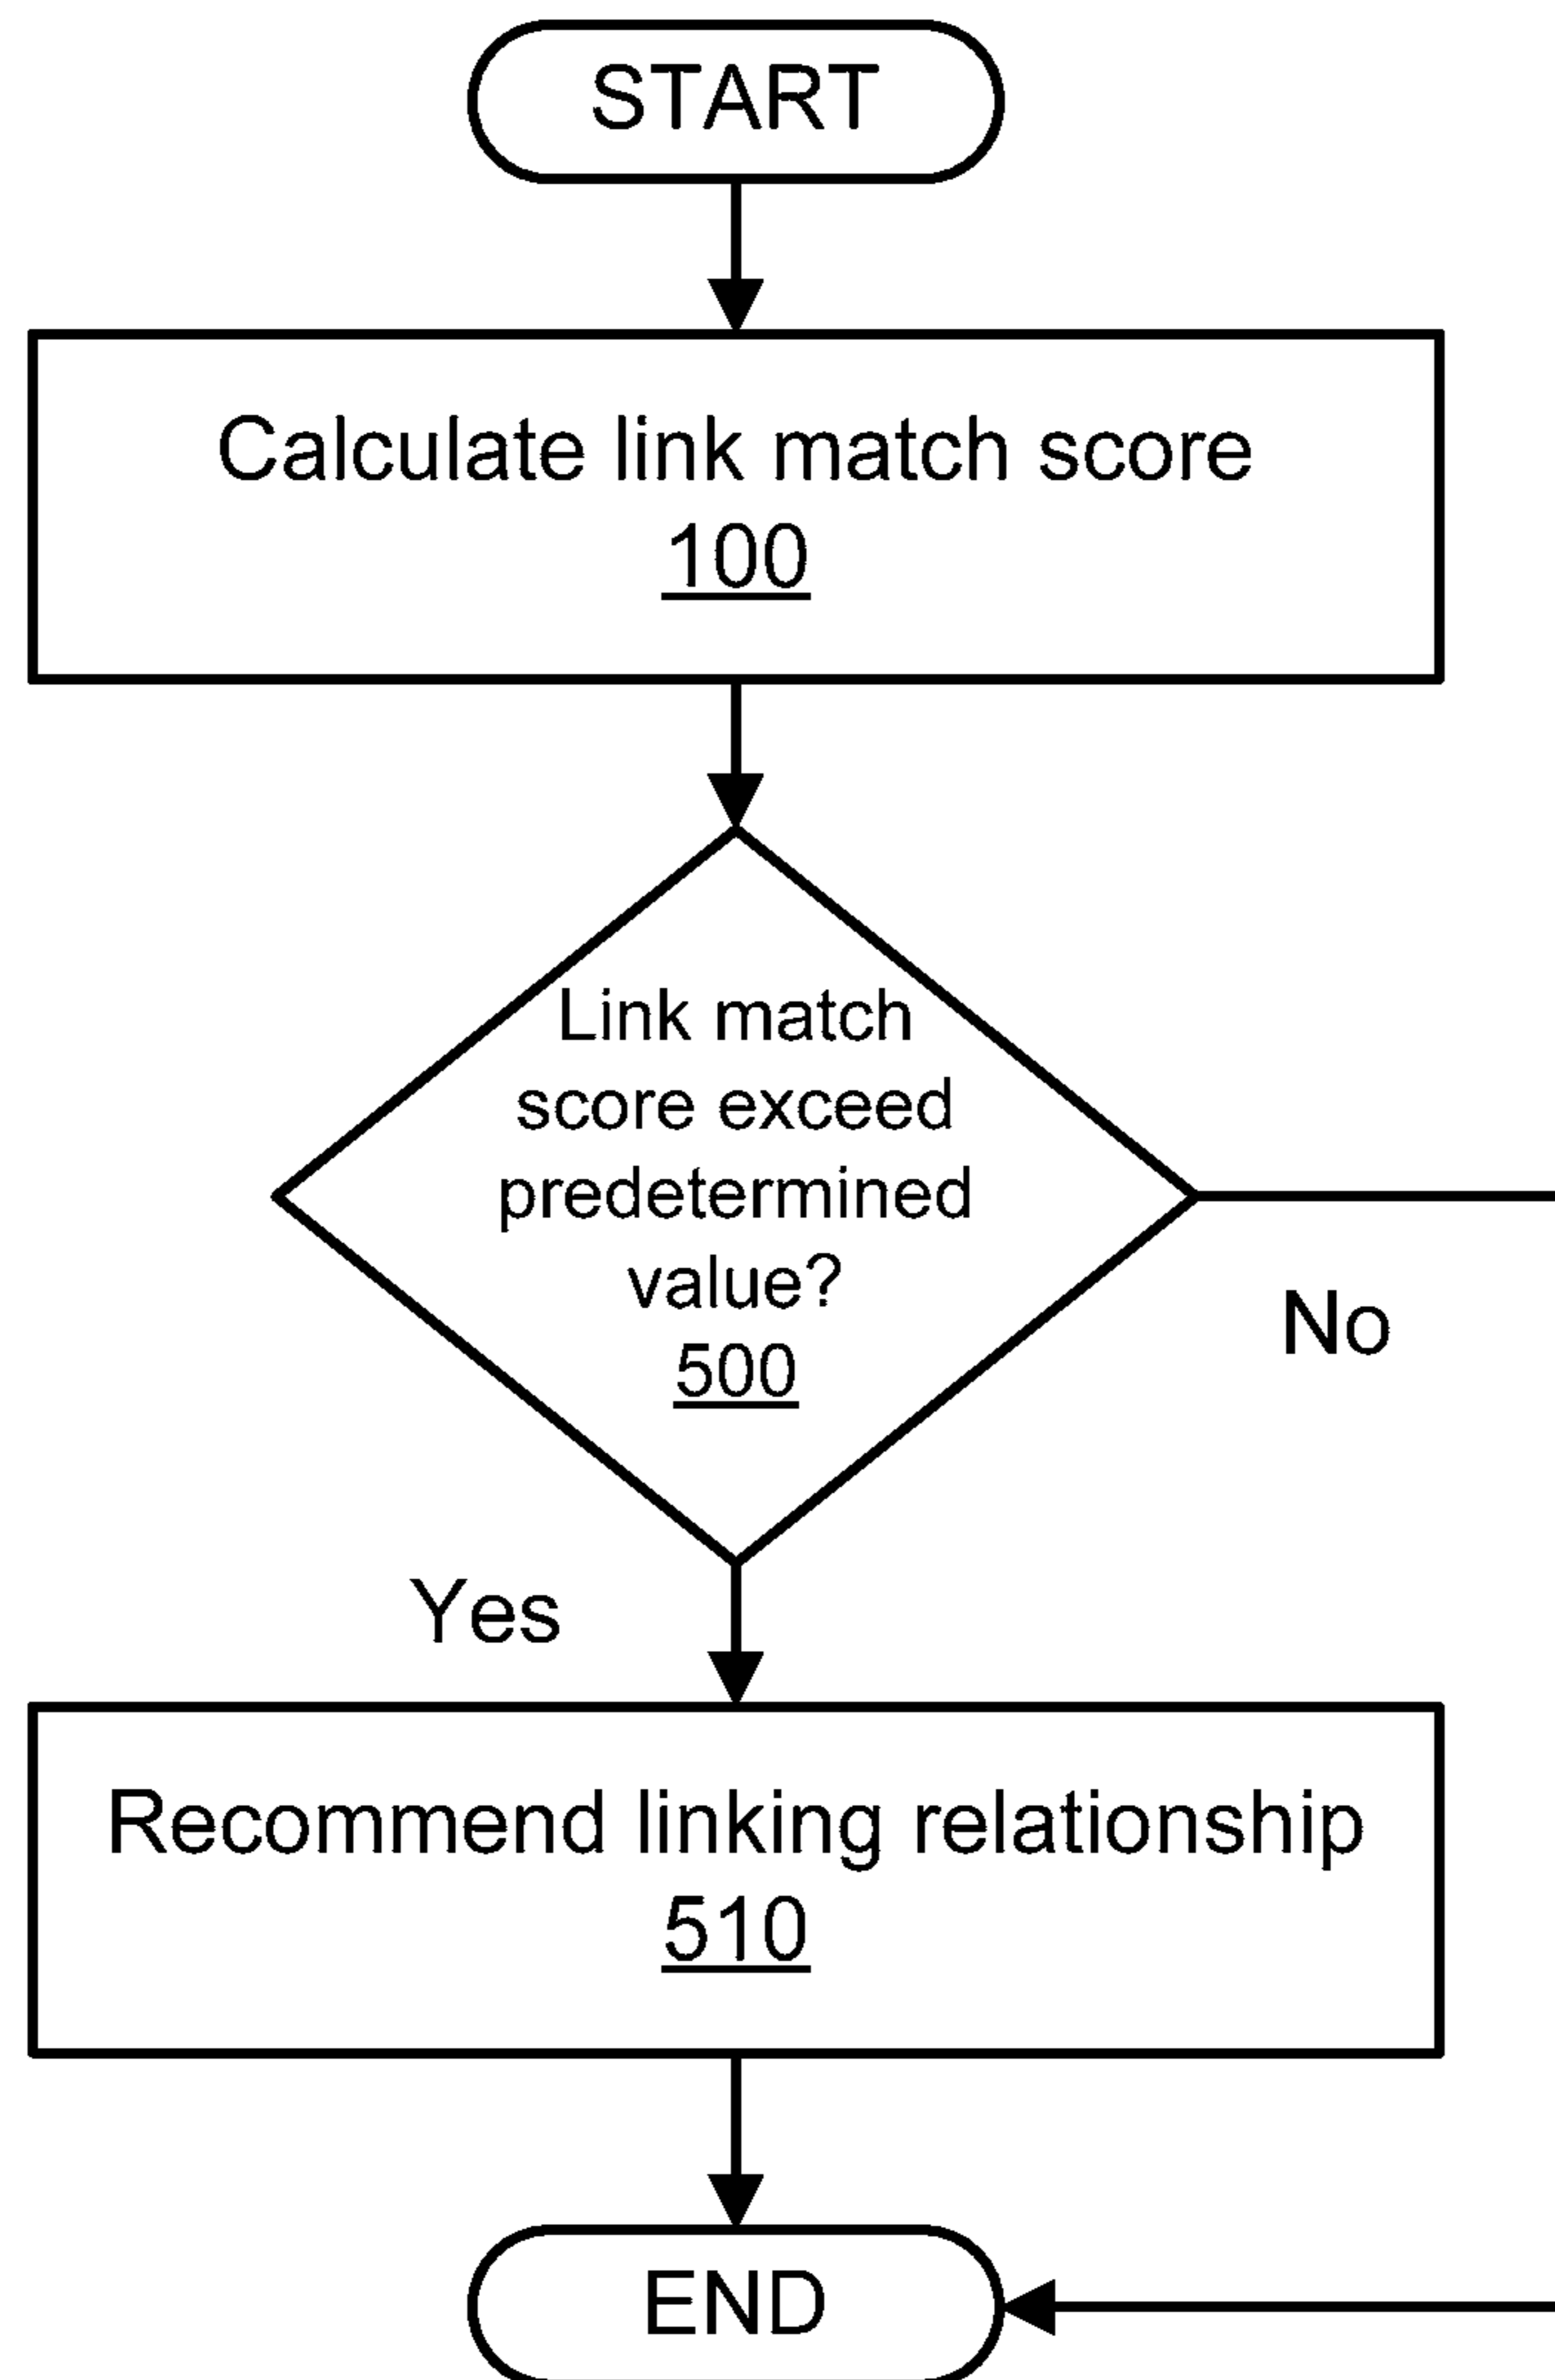 START
Calculate link match score
100
Link match
score exceed
predetermined
value?
500
No
Yes
Recommend linking relationship
510
END